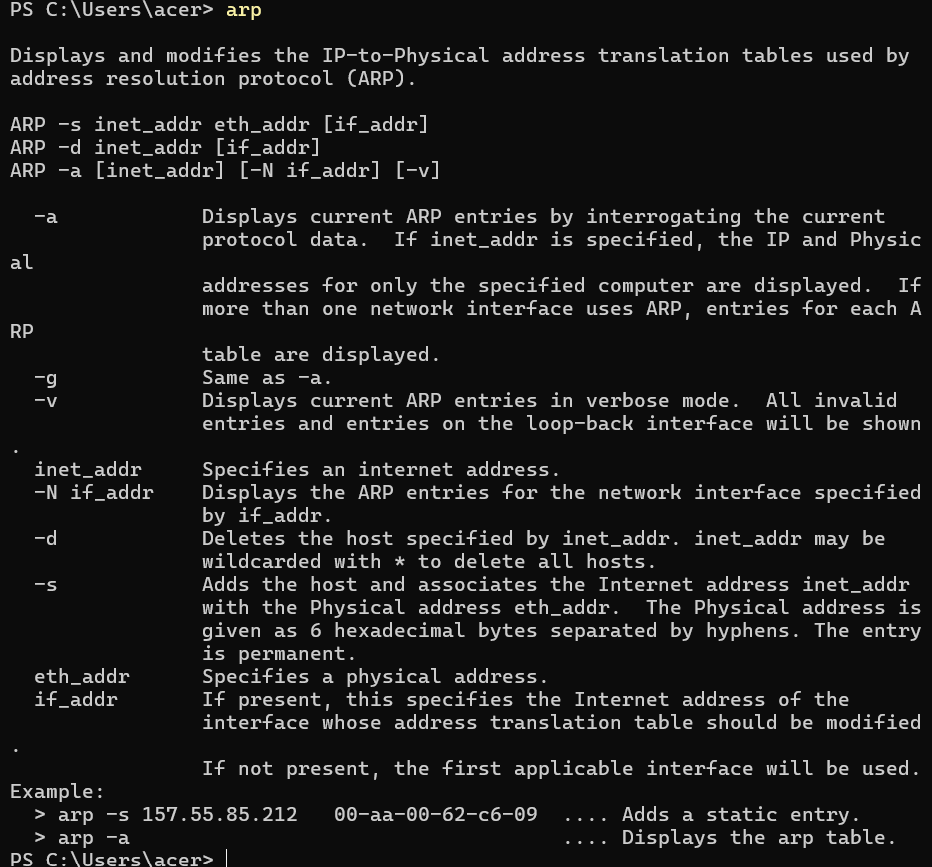 PS C:\Users\acer> arp
Displays and modifies the IP-to-Physical address translation tables used by
address resolution protocol (ARP).
ARP -s inet_addr eth_addr [if_addr]
ARP -d inet_addr [if_addr]
ARP -a [inet_addr] [-N if_addr] [-v]
  -a            Displays current ARP entries by interrogating the current
                protocol data.  If inet_addr is specified, the IP and Physic
al
                addresses for only the specified computer are displayed.  If
                more than one network interface uses ARP, entries for each A
RP
                table are displayed.
  -g            Same as -a.
  -v            Displays current ARP entries in verbose mode.  All invalid
                entries and entries on the loop-back interface will be shown
.
  inet_addr     Specifies an internet address.
  -N if_addr    Displays the ARP entries for the network interface specified
                by if_addr.
  -d            Deletes the host specified by inet_addr. inet_addr may be
                wildcarded with * to delete all hosts.
  -s            Adds the host and associates the Internet address inet_addr
                with the Physical address eth_addr.  The Physical address is
                given as 6 hexadecimal bytes separated by hyphens. The entry
                is permanent.
  eth_addr      Specifies a physical address.
  if_addr       If present, this specifies the Internet address of the
                interface whose address translation table should be modified
.
                If not present, the first applicable interface will be used.
Example:
  > arp -s 157.55.85.212   00-aa-00-62-c6-09  .... Adds a static entry.
  > arp -a                                    .... Displays the arp table.
PS C:\Users\acer>